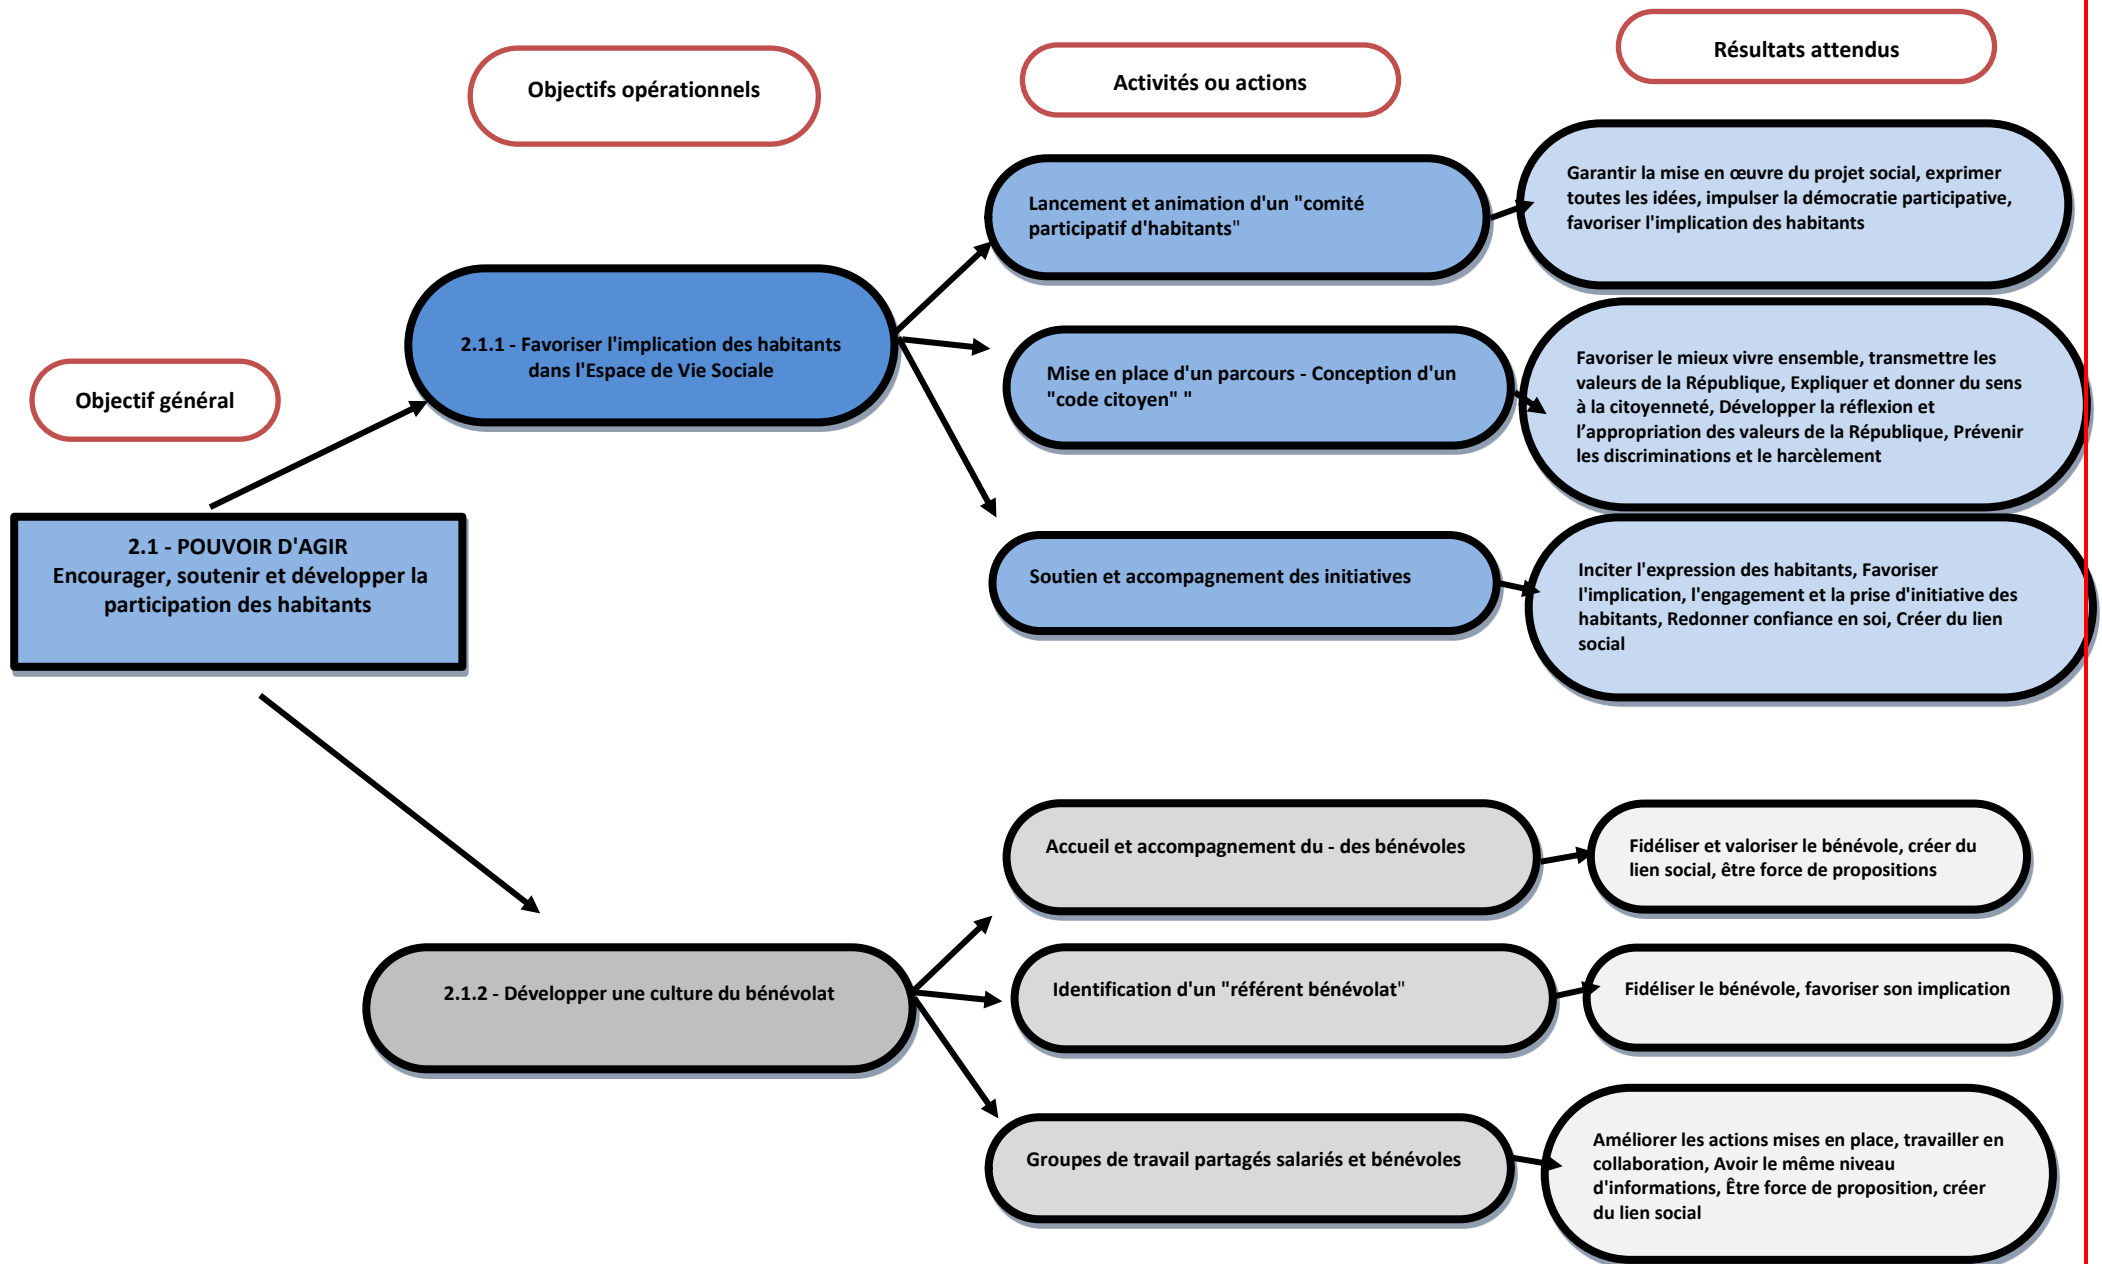 Objectif général
Objectifs opérationnels
Activités ou actions
Résultats attendus
2.1 - POUVOIR D'AGIR
Encourager, soutenir et développer la
participation des habitants
2.1.1 - Favoriser l'implication des habitants
dans l'Espace de Vie Sociale
Lancement et animation d'un "comité
participatif d'habitants"
Garantir la mise en œuvre du projet social, exprimer
toutes les idées, impulser la démocratie participative,
favoriser l'implication des habitants
Mise en place d'un parcours - Conception d'un
"code citoyen" "
Favoriser le mieux vivre ensemble, transmettre les
valeurs de la République, Expliquer et donner du sens
à la citoyenneté, Développer la réflexion et
l’appropriation des valeurs de la République, Prévenir
les discriminations et le harcèlement
Soutien et accompagnement des initiatives
Inciter l'expression des habitants, Favoriser
l'implication, l'engagement et la prise d'initiative des
habitants, Redonner confiance en soi, Créer du lien
social
2.1.2 - Développer une culture du bénévolat
Accueil et accompagnement du - des bénévoles
Fidéliser et valoriser le bénévole, créer du
lien social, être force de propositions
Identification d'un "référent bénévolat"
Fidéliser le bénévole, favoriser son implication
Groupes de travail partagés salariés et bénévoles
Améliorer les actions mises en place, travailler en
collaboration, Avoir le même niveau
d'informations, Être force de proposition, créer
du lien social